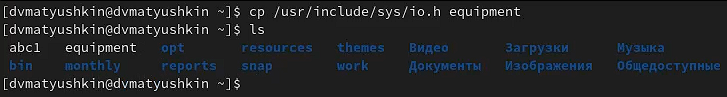 [dvmatyushkin@dvmatyushkin ~]$ cp /usr/include/sys/io.h equipment
[dvmatyushkin@dvmatyushkin ~]$ ls
abc1 equipment opt resources themes Видео Загрузки Музыка
bin monthly reports snap work Документы Изображения Общедоступные
[dvmatyushkin@dvmatyushkin ~]$